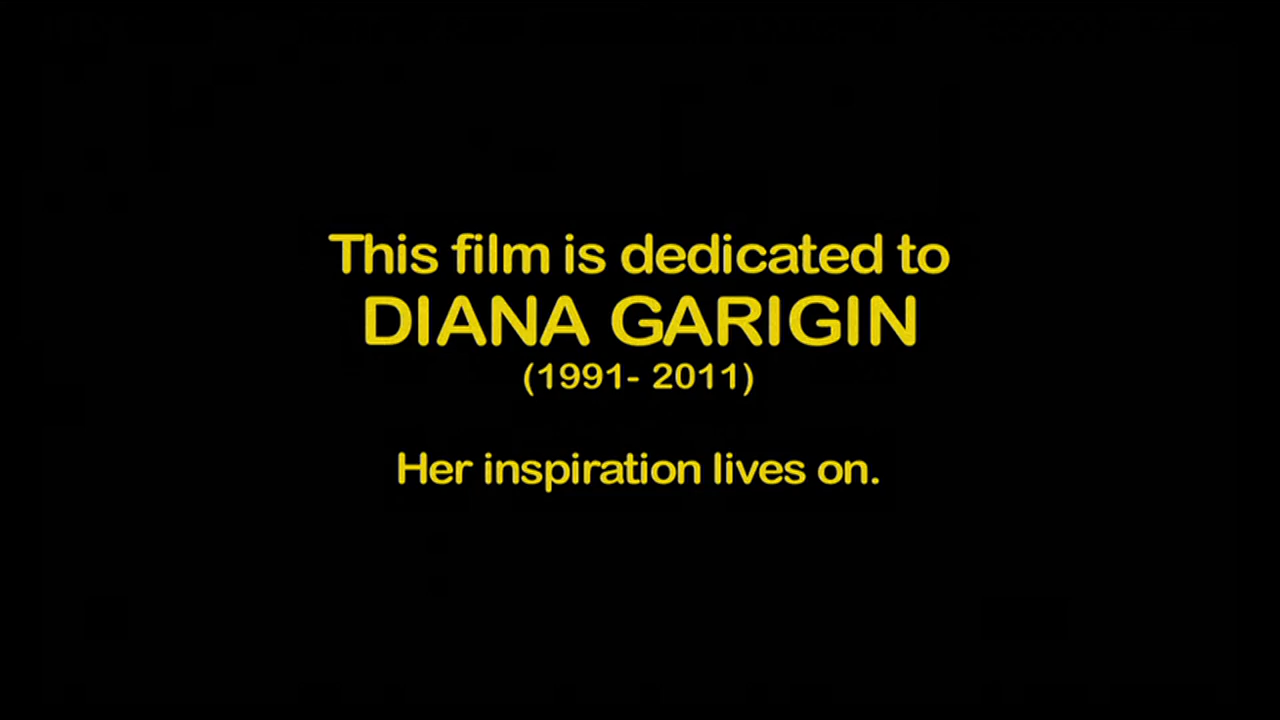 This film is dedicated to
DIANA GARIGIN
(1991- 2011)
Her inspiration lives on.